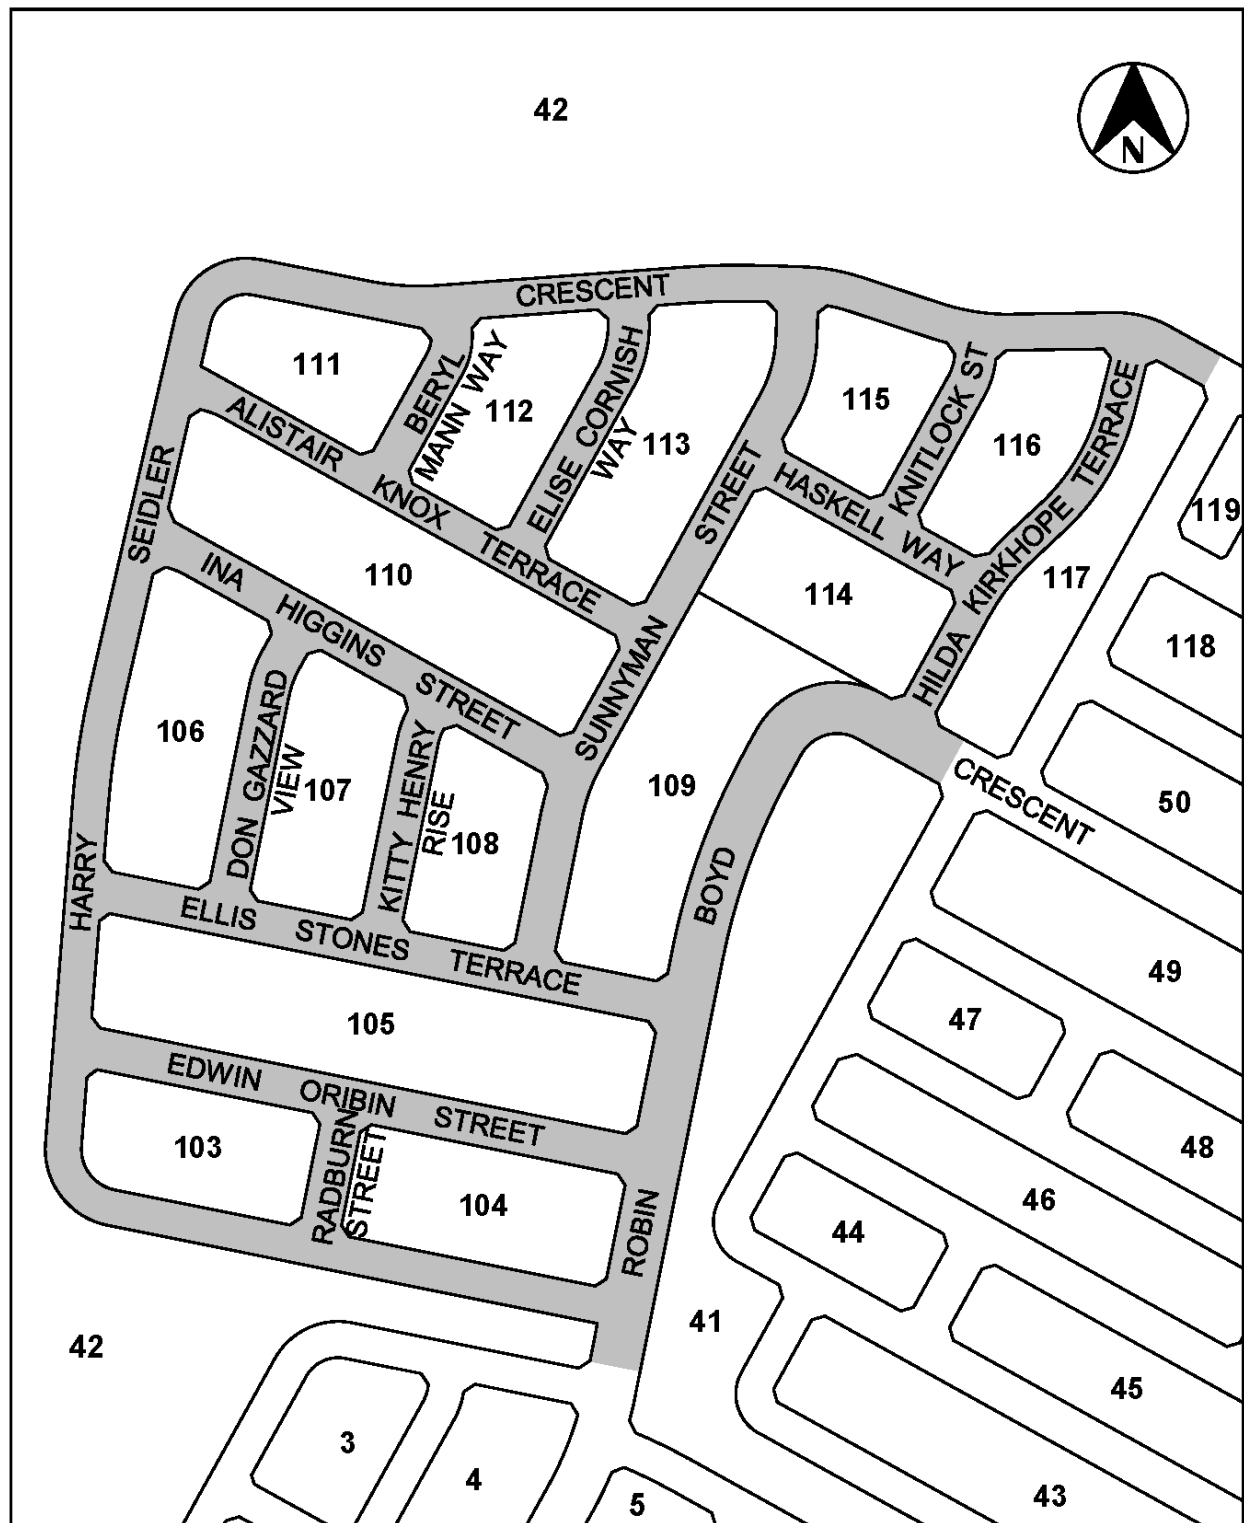 42
N
CRESCENT
BERYL
MANN WAY
ELISE CORNISH
WAY
KNITLOCK ST
HILDA KIRKHOPE TERRACE
111
112
113
115
116
119
ALISTAIR KNOX TERRACE
HASKELL WAY
SUNNYMAN STREET
HARRY SEIDLER
110
114
117
118
INA HIGGINS STREET
DON GAZZARD
VIEW
KITTY HENRY
RISE
106
107
108
109
50
CRESCENT
ROBIN BOYD
ELLIS STONES TERRACE
49
47
105
EDWIN ORIBIN STREET
RADBURN
STREET
103
104
48
46
44
41
42
45
3
4
5
43